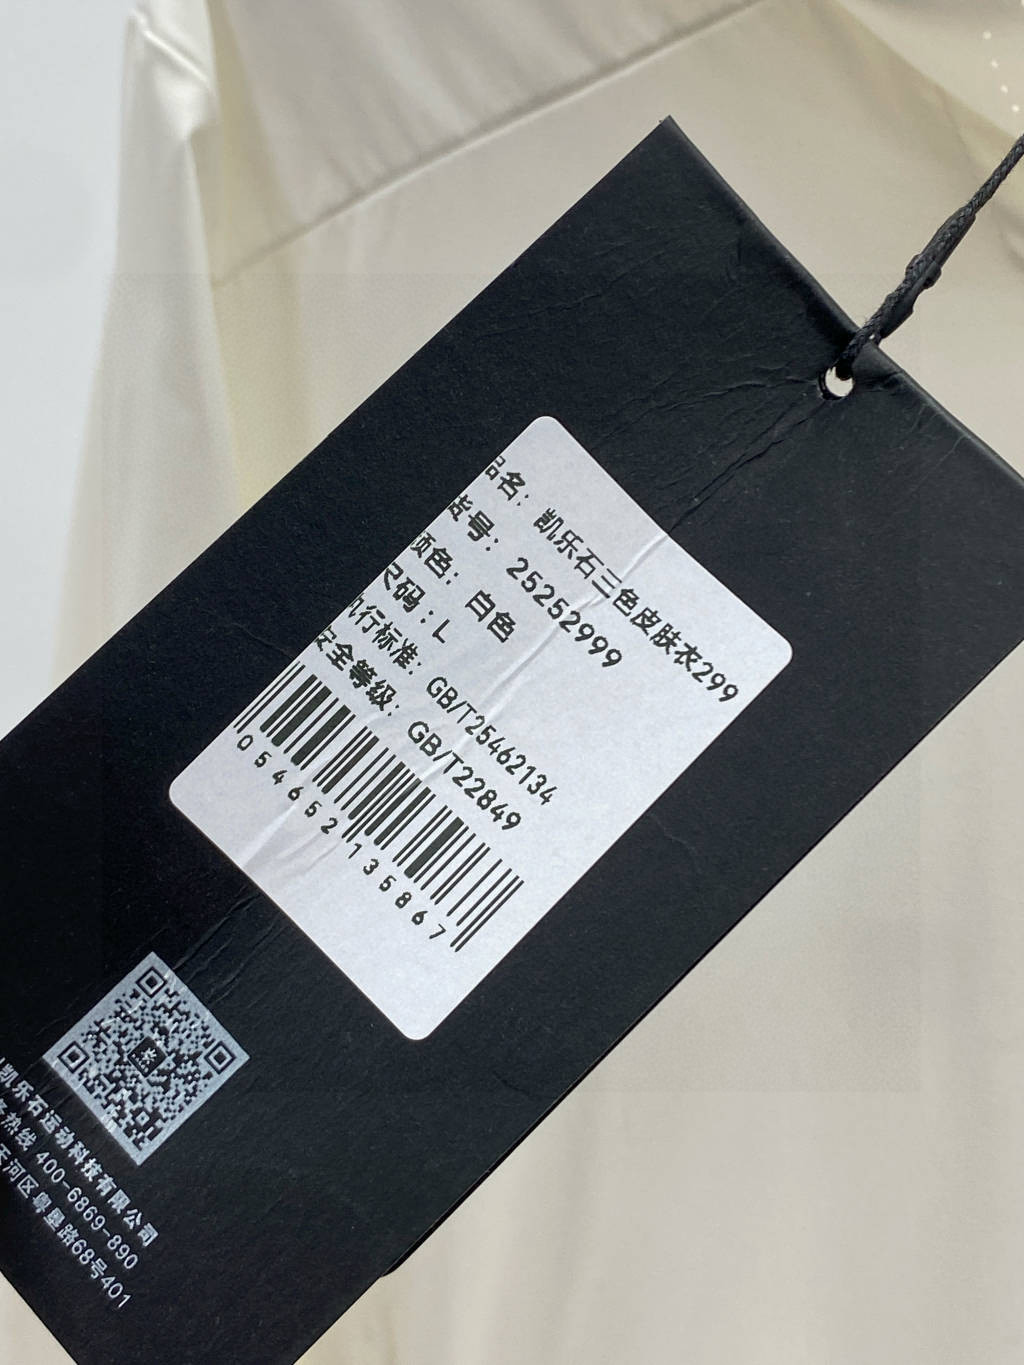 品名：凯乐石三色皮肤衣299
货号：25252999
颜色：白色
尺码：L
执行标准：GB/T25462134
安全等级：GB/T22849
054652135867
凯乐石运动科技有限公司
热线 400-6869-890
天河区粤垦路68号401